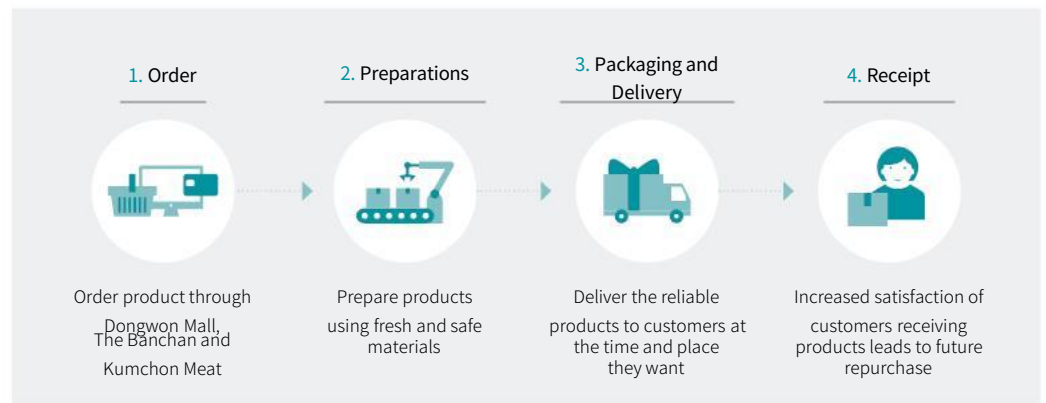 1. Order
Order product through
Dongwon Mall,
The Banchan and
Kumchon Meat
2. Preparations
Prepare products
using fresh and safe
materials
3. Packaging and
Delivery
Deliver the reliable
products to customers at
the time and place
they want
4. Receipt
Increased satisfaction of
customers receiving
products leads to future
repurchase